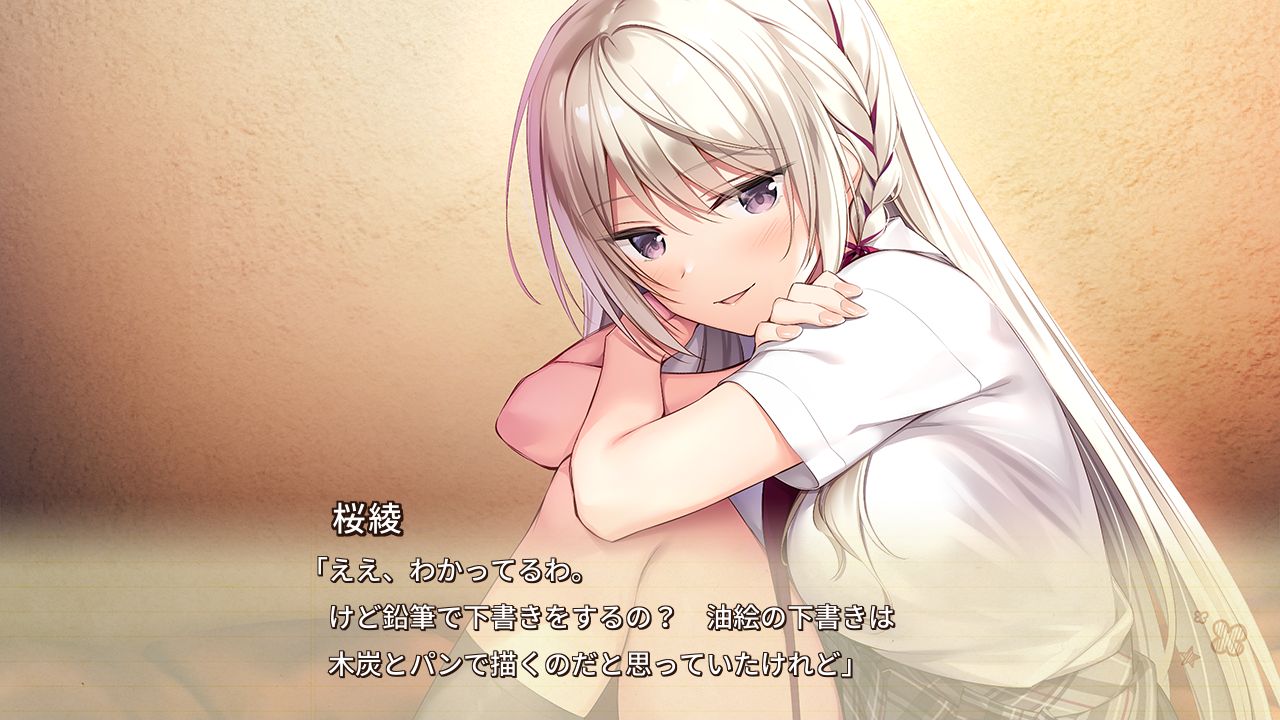 桜綾
「ええ、わかってるわ。
けど鉛筆で下書きをするの？　油絵の下書きは
木炭とパンで描くのだと思っていたけれど」